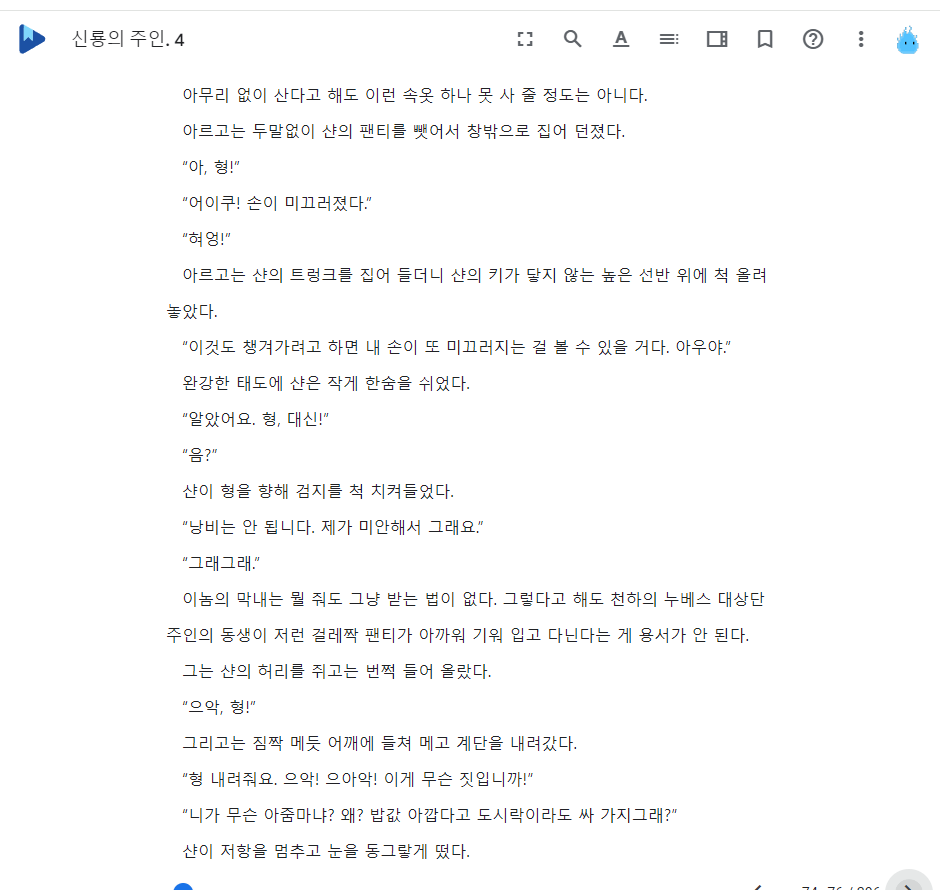 신룡의 주인. 4
아무리 없이 산다고 해도 이런 속옷 하나 못 사 줄 정도는 아니다.
아르고는 두말없이 샨의 팬티를 뺏어서 창밖으로 집어 던졌다.
“아, 형!”
“어이쿠! 손이 미끄러졌다.”
“혀엉!”
아르고는 샨의 트렁크를 집어 들더니 샨의 키가 닿지 않는 높은 선반 위에 척 올려
놓았다.
“이것도 챙겨가려고 하면 내 손이 또 미끄러지는 걸 볼 수 있을 거다. 아우야.”
완강한 태도에 샨은 작게 한숨을 쉬었다.
“알았어요. 형, 대신!”
“음?”
샨이 형을 향해 검지를 척 치켜들었다.
“낭비는 안 됩니다. 제가 미안해서 그래요.”
“그래그래.”
이놈의 막내는 뭘 줘도 그냥 받는 법이 없다. 그렇다고 해도 천하의 누베스 대상단
주인의 동생이 저런 걸레짝 팬티가 아까워 기워 입고 다닌다는 게 용서가 안 된다.
그는 샨의 허리를 쥐고는 번쩍 들어 올랐다.
“으악, 형!”
그리고는 짐짝 메듯 어깨에 들쳐 메고 계단을 내려갔다.
“형 내려줘요. 으악! 으아악! 이게 무슨 짓입니까!”
“니가 무슨 아줌마냐? 왜? 밥값 아깝다고 도시락이라도 싸 가지그래?”
샨이 저항을 멈추고 눈을 동그랗게 떴다.